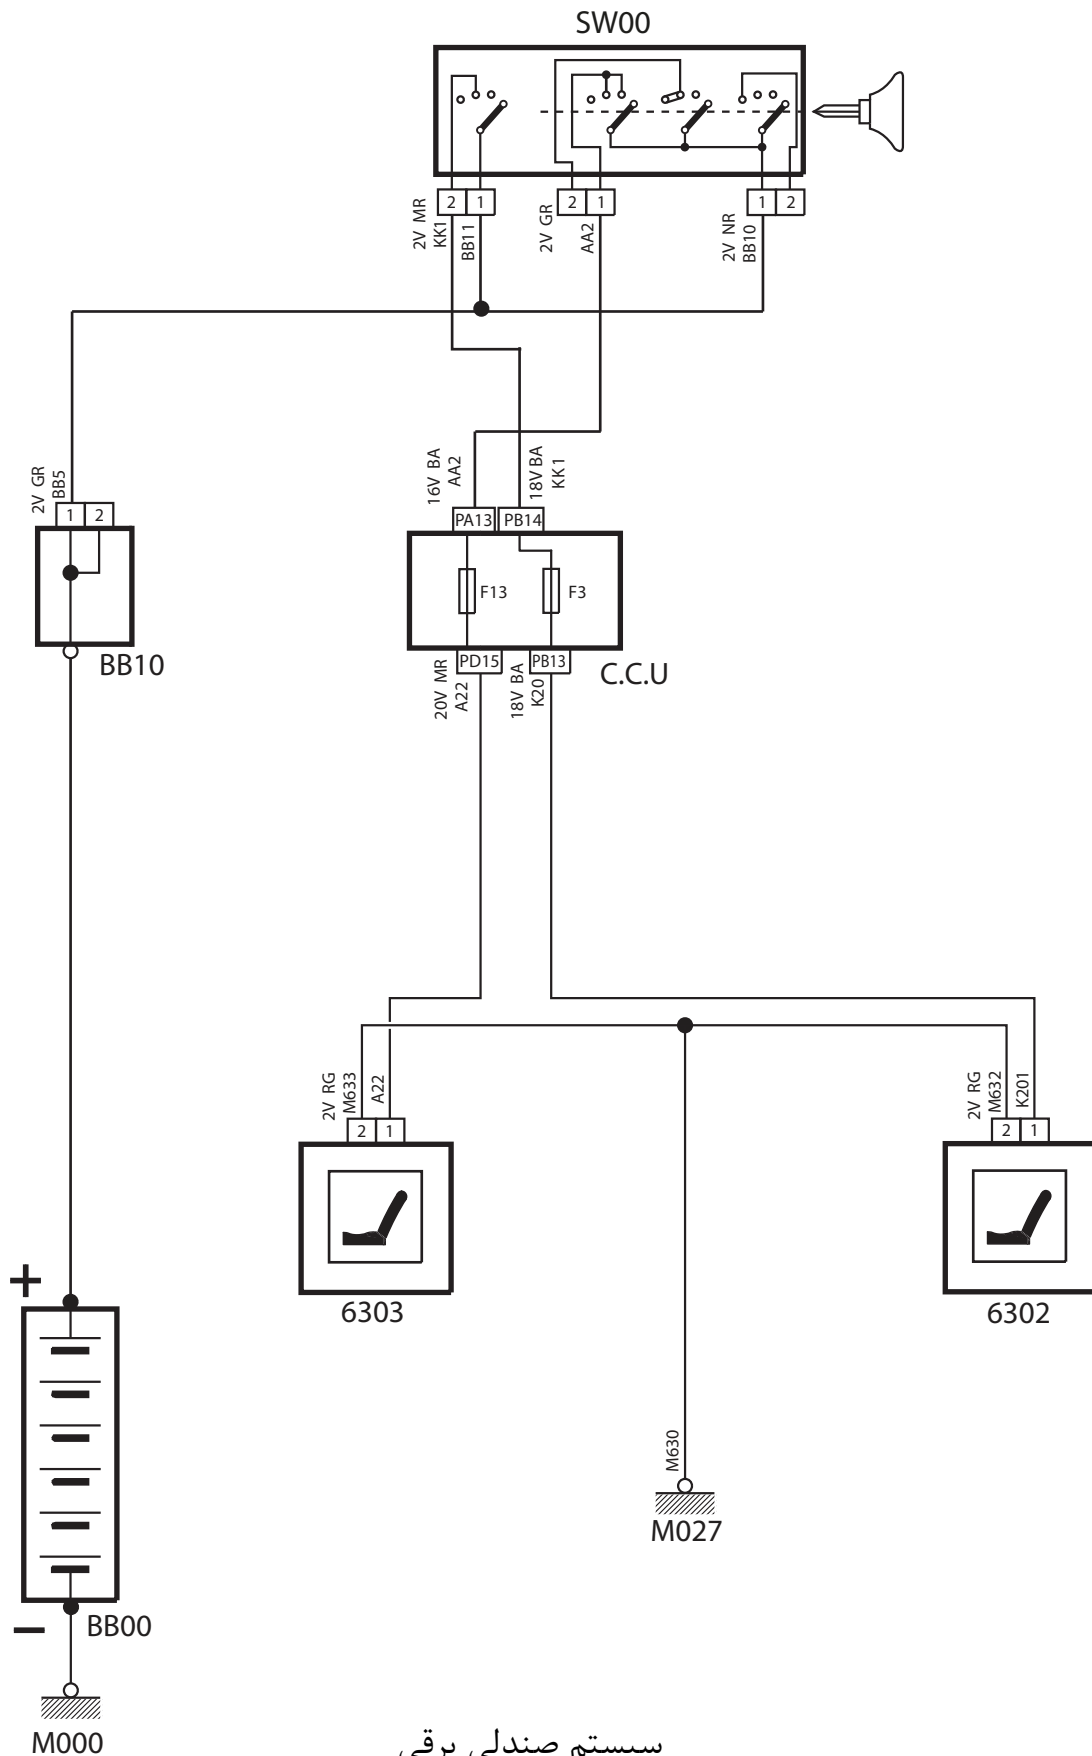 SW00
2 1
2 1
1 2
2V MR
KK1
BB11
2V GR
AA2
2V NR
BB10
2V GR
BB5
1 2
BB10
16V BA
AA2
18V BA
KK1
PA13 PB14
F13
F3
PD15 PB13
C.C.U
20V MR
A22
18V BA
K20
2V RG
M633
A22
2 1
6303
2V RG
M632
K201
2 1
6302
+
M630
M027
−
BB00
M000
سیستم صندلی برقی